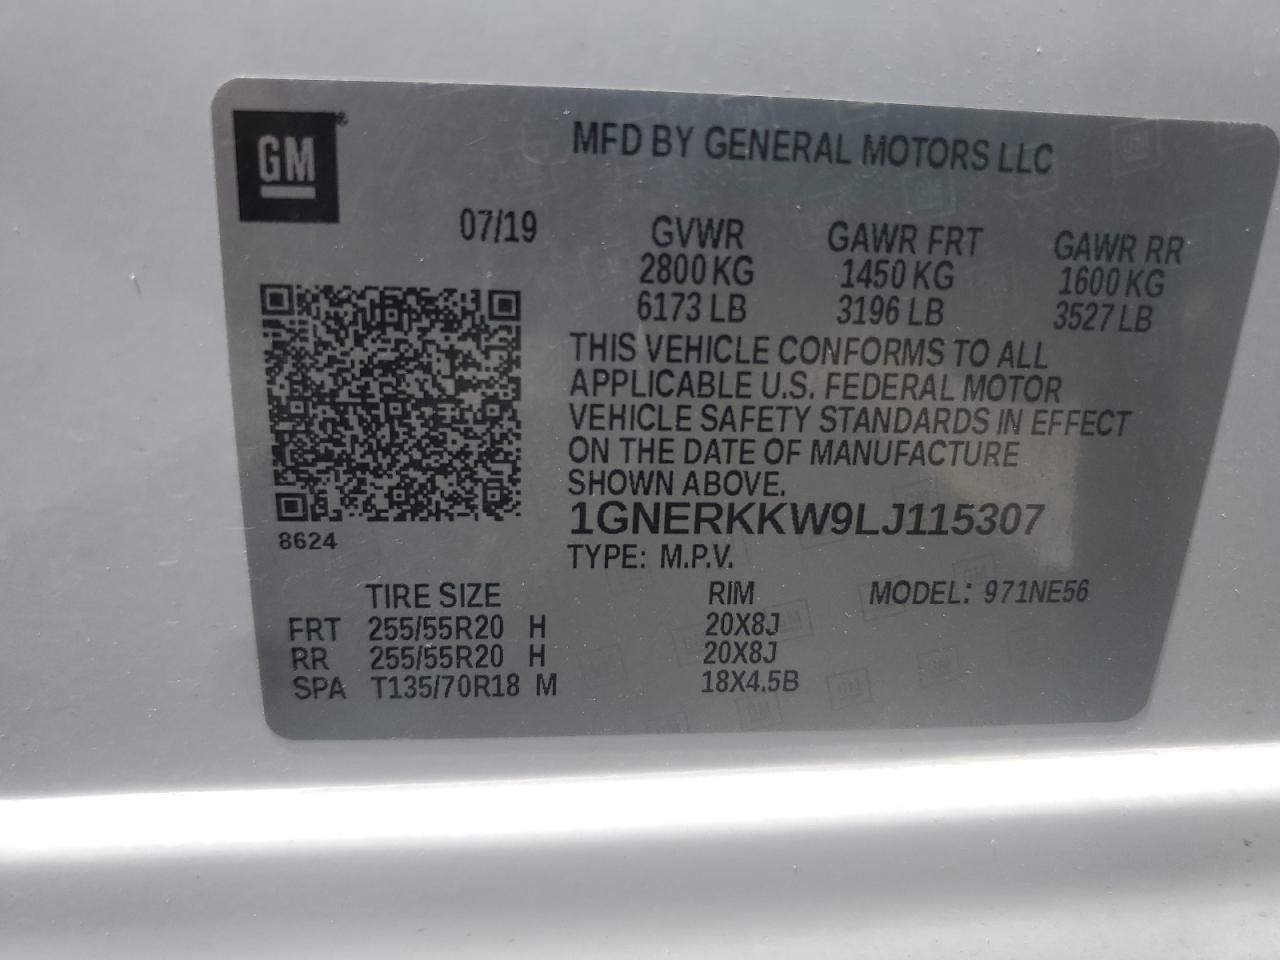 GM®
MFD BY GENERAL MOTORS LLC
07/19
GVWR GAWR FRT GAWR RR
2800 KG 1450 KG 1600 KG
6173 LB 3196 LB 3527 LB
THIS VEHICLE CONFORMS TO ALL
APPLICABLE U.S. FEDERAL MOTOR
VEHICLE SAFETY STANDARDS IN EFFECT
ON THE DATE OF MANUFACTURE
SHOWN ABOVE.
1GNERKKW9LJ115307
8624
TYPE: M.P.V.
TIRE SIZE RIM MODEL: 971NE56
FRT 255/55R20 H 20X8J
RR 255/55R20 H 20X8J
SPA T135/70R18 M 18X4.5B